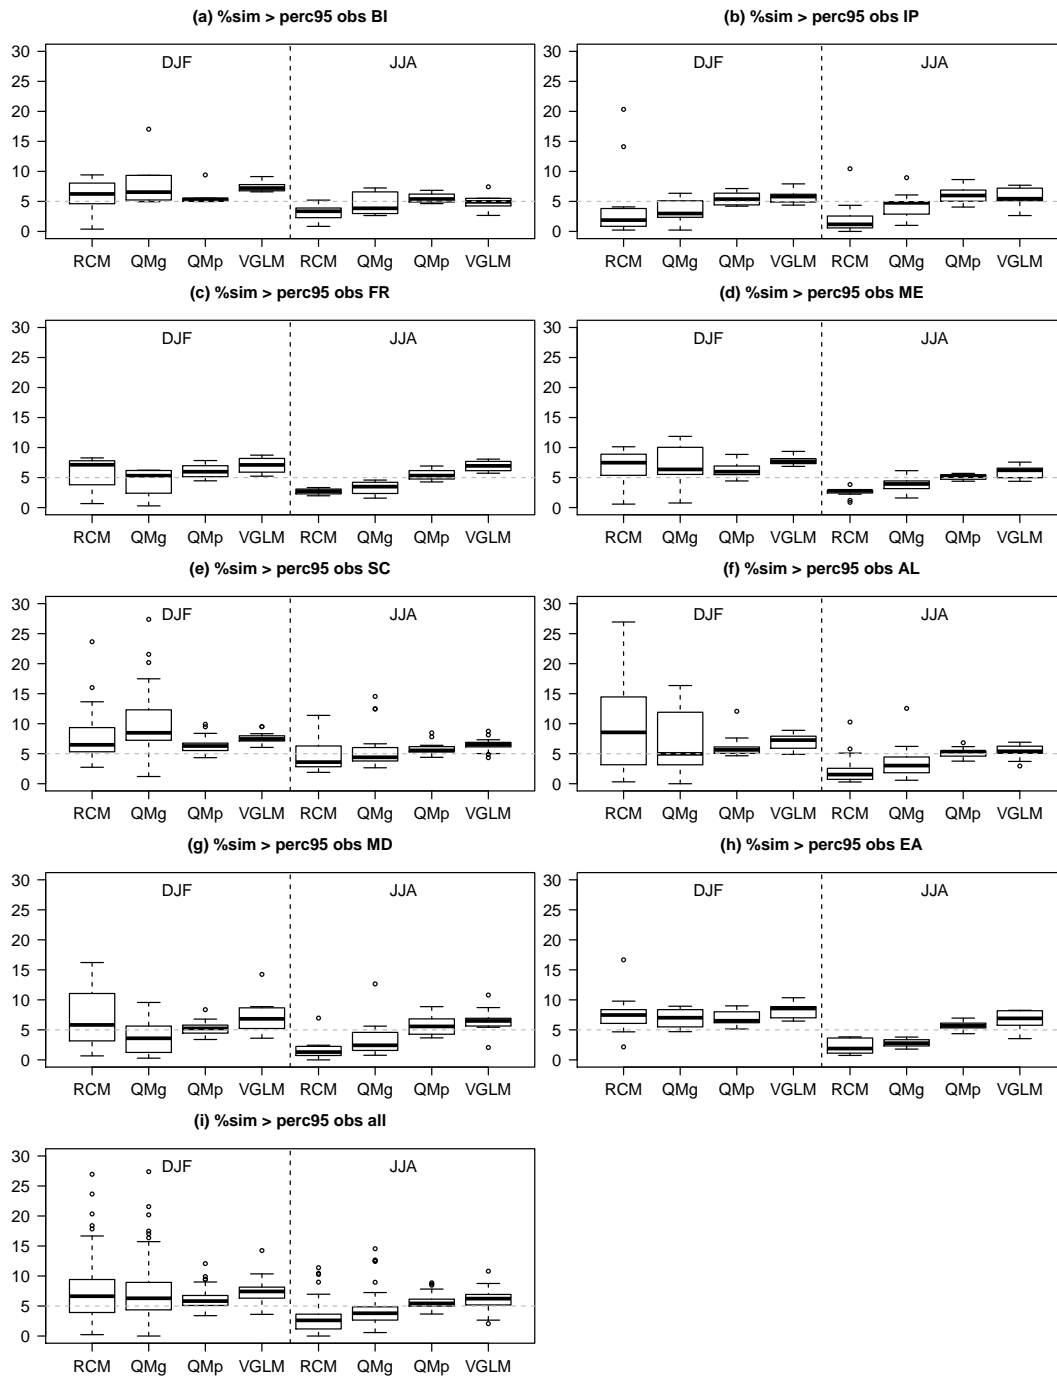 (a) %sim > perc95 obs BI
(b) %sim > perc95 obs IP
30
25
20
15
10
5
0
DJF
JJA
RCM QMg QMp VGLM RCM QMg QMp VGLM
30
25
20
15
10
5
0
DJF
JJA
RCM QMg QMp VGLM RCM QMg QMp VGLM
(c) %sim > perc95 obs FR
(d) %sim > perc95 obs ME
30
25
20
15
10
5
0
DJF
JJA
RCM QMg QMp VGLM RCM QMg QMp VGLM
30
25
20
15
10
5
0
DJF
JJA
RCM QMg QMp VGLM RCM QMg QMp VGLM
(e) %sim > perc95 obs SC
(f) %sim > perc95 obs AL
30
25
20
15
10
5
0
DJF
JJA
RCM QMg QMp VGLM RCM QMg QMp VGLM
30
25
20
15
10
5
0
DJF
JJA
RCM QMg QMp VGLM RCM QMg QMp VGLM
(g) %sim > perc95 obs MD
(h) %sim > perc95 obs EA
30
25
20
15
10
5
0
DJF
JJA
RCM QMg QMp VGLM RCM QMg QMp VGLM
30
25
20
15
10
5
0
DJF
JJA
RCM QMg QMp VGLM RCM QMg QMp VGLM
(i) %sim > perc95 obs all
30
25
20
15
10
5
0
DJF
JJA
RCM QMg QMp VGLM RCM QMg QMp VGLM